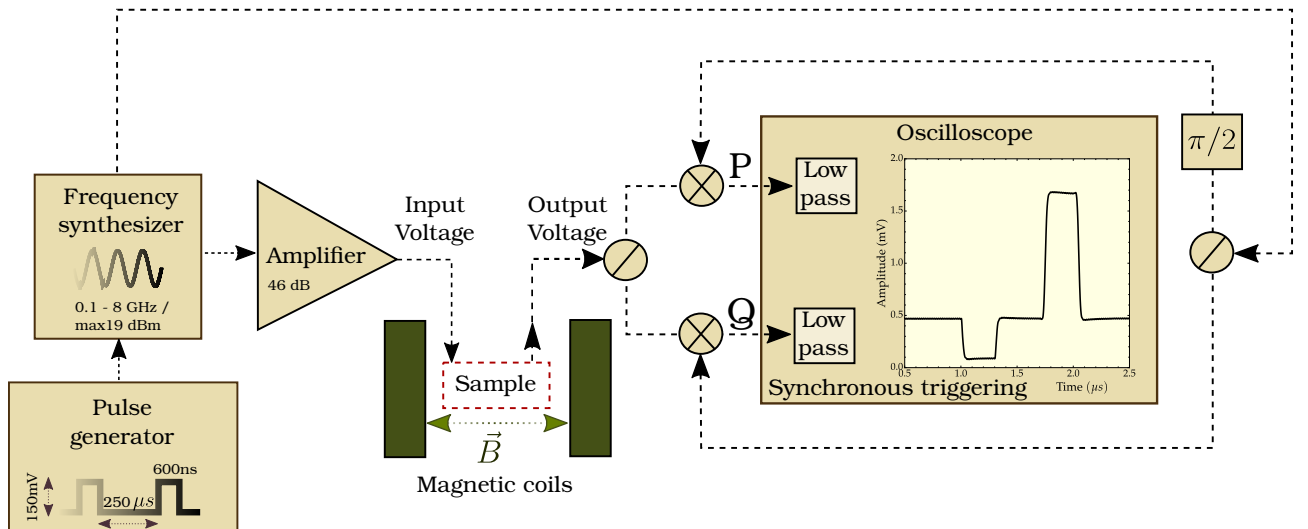 Frequency
synthesizer
0.1 - 8 GHz /
max19 dBm
Pulse
generator
150mV
250 μs
600ns
Amplifier
46 dB
Input
Voltage
Output
Voltage
Sample
B⃗
Magnetic coils
P
Q
Oscilloscope
Low
pass
Low
pass
Amplitude (mV)
2.0
1.5
1.0
0.5
0.0
0.5 1.0 1.5 2.0 2.5
Time (μs)
Synchronous triggering
π/2